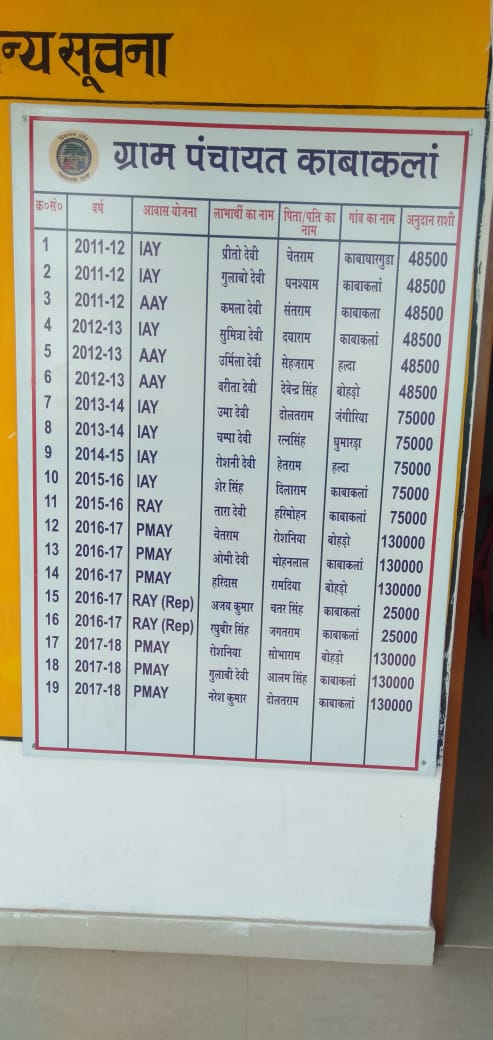 न्य सूचना
ग्राम पंचायत काबाकलां
क्र०सं० वर्ष आवास योजना लाभार्थी का नाम पिता/पति का नाम गांव का नाम अनुदान राशी
1 2011-12 IAY प्रीतो देवी चेतराम काबाधारगुडा 48500
2 2011-12 IAY गुलाबो देवी घनश्याम काबाकलां 48500
3 2011-12 AAY कमला देवी संतराम काबाकला 48500
4 2012-13 IAY सुमित्रा देवी दयाराम काबाकलां 48500
5 2012-13 AAY उर्मिला देवी सेहजराम हल्दा 48500
6 2012-13 AAY वरीता देवी देवेन्द्र सिंह बोहड़ो 48500
7 2013-14 IAY उमा देवी दोलतराम जंगीरिया 75000
8 2013-14 IAY चम्पा देवी रत्नसिंह घुमारड़ा 75000
9 2014-15 IAY रोशनी देवी हेतराम हल्दा 75000
10 2015-16 IAY शेर सिंह दिलाराम काबाकलां 75000
11 2015-16 RAY तारा देवी हरिमोहन काबाकलां 75000
12 2016-17 PMAY चेतराम रोशनिया बोहड़ो 130000
13 2016-17 PMAY ओमी देवी मोहनलाल काबाकलां 130000
14 2016-17 PMAY हरिदास रामदिया बोहड़ो 130000
15 2016-17 RAY (Rep) अजय कुमार चतर सिंह काबाकलां 25000
16 2016-17 RAY (Rep) रघुबीर सिंह जगतराम काबाकलां 25000
17 2017-18 PMAY रोशनिया सोभाराम बोहड़ो 130000
18 2017-18 PMAY गुलाबी देवी आलम सिंह काबाकलां 130000
19 2017-18 PMAY नरेश कुमार दोलतराम काबाकलां 130000